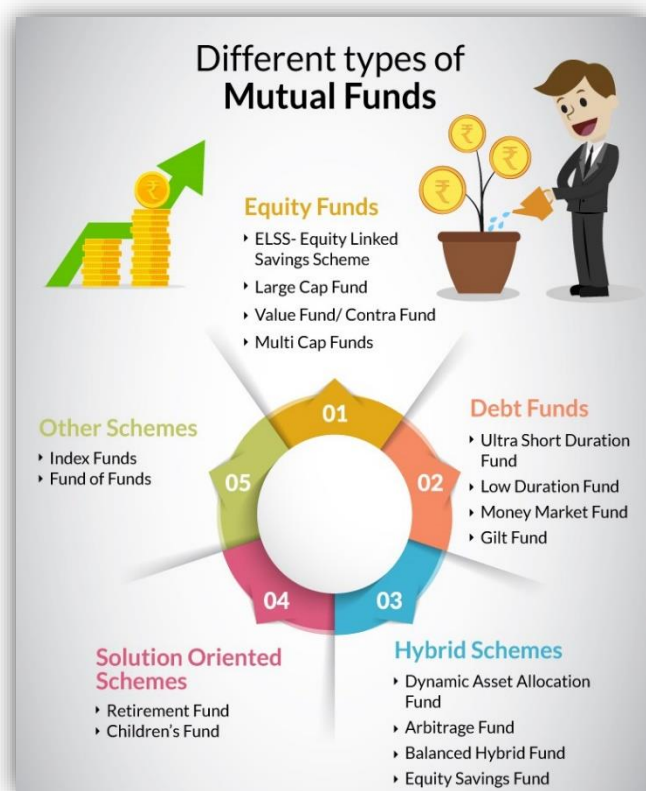 Different types of
Mutual Funds
₹
₹
₹
₹
Equity Funds
ELSS- Equity Linked
Savings Scheme
Large Cap Fund
Value Fund/ Contra Fund
Multi Cap Funds
01
Debt Funds
Ultra Short Duration
Fund
Low Duration Fund
Money Market Fund
Gilt Fund
02
Hybrid Schemes
Dynamic Asset Allocation
Fund
Arbitrage Fund
Balanced Hybrid Fund
Equity Savings Fund
03
Solution Oriented
Schemes
Retirement Fund
Children's Fund
04
Other Schemes
Index Funds
Fund of Funds
05